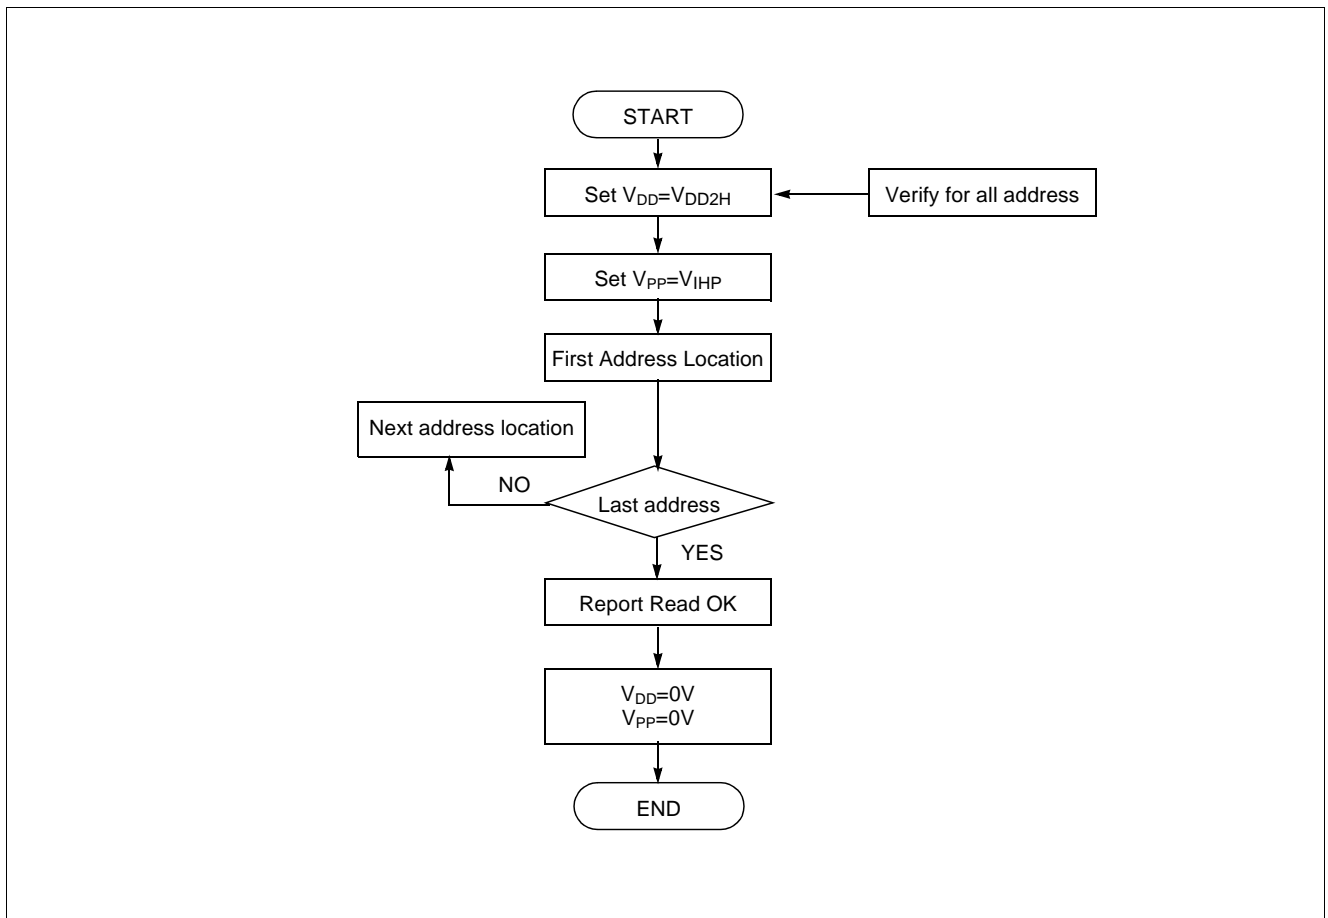 START
Set VDD=VDD2H
Verify for all address
Set VPP=VIHP
First Address Location
Next address location
NO
Last address
YES
Report Read OK
VDD=0V
VPP=0V
END